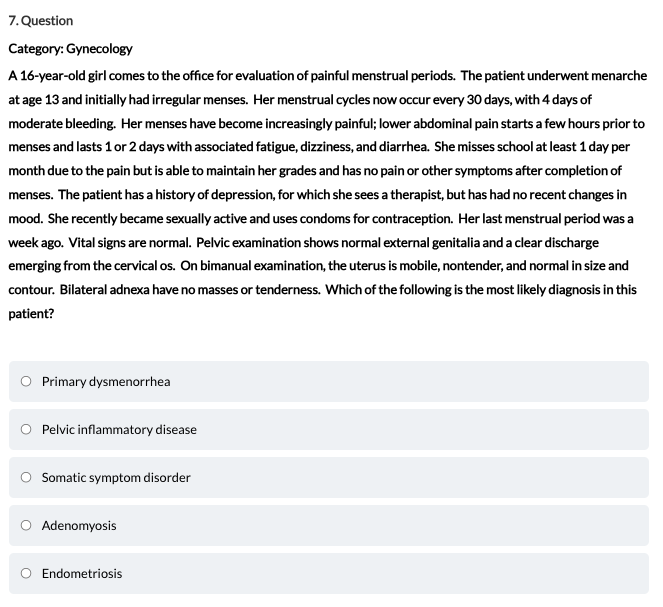 7. Question
Category: Gynecology
A 16-year-old girl comes to the office for evaluation of painful menstrual periods. The patient underwent menarche
at age 13 and initially had irregular menses. Her menstrual cycles now occur every 30 days, with 4 days of
moderate bleeding. Her menses have become increasingly painful; lower abdominal pain starts a few hours prior to
menses and lasts 1 or 2 days with associated fatigue, dizziness, and diarrhea. She misses school at least 1 day per
month due to the pain but is able to maintain her grades and has no pain or other symptoms after completion of
menses. The patient has a history of depression, for which she sees a therapist, but has had no recent changes in
mood. She recently became sexually active and uses condoms for contraception. Her last menstrual period was a
week ago. Vital signs are normal. Pelvic examination shows normal external genitalia and a clear discharge
emerging from the cervical os. On bimanual examination, the uterus is mobile, nontender, and normal in size and
contour. Bilateral adnexa have no masses or tenderness. Which of the following is the most likely diagnosis in this
patient?
Primary dysmenorrhea
Pelvic inflammatory disease
Somatic symptom disorder
Adenomyosis
Endometriosis